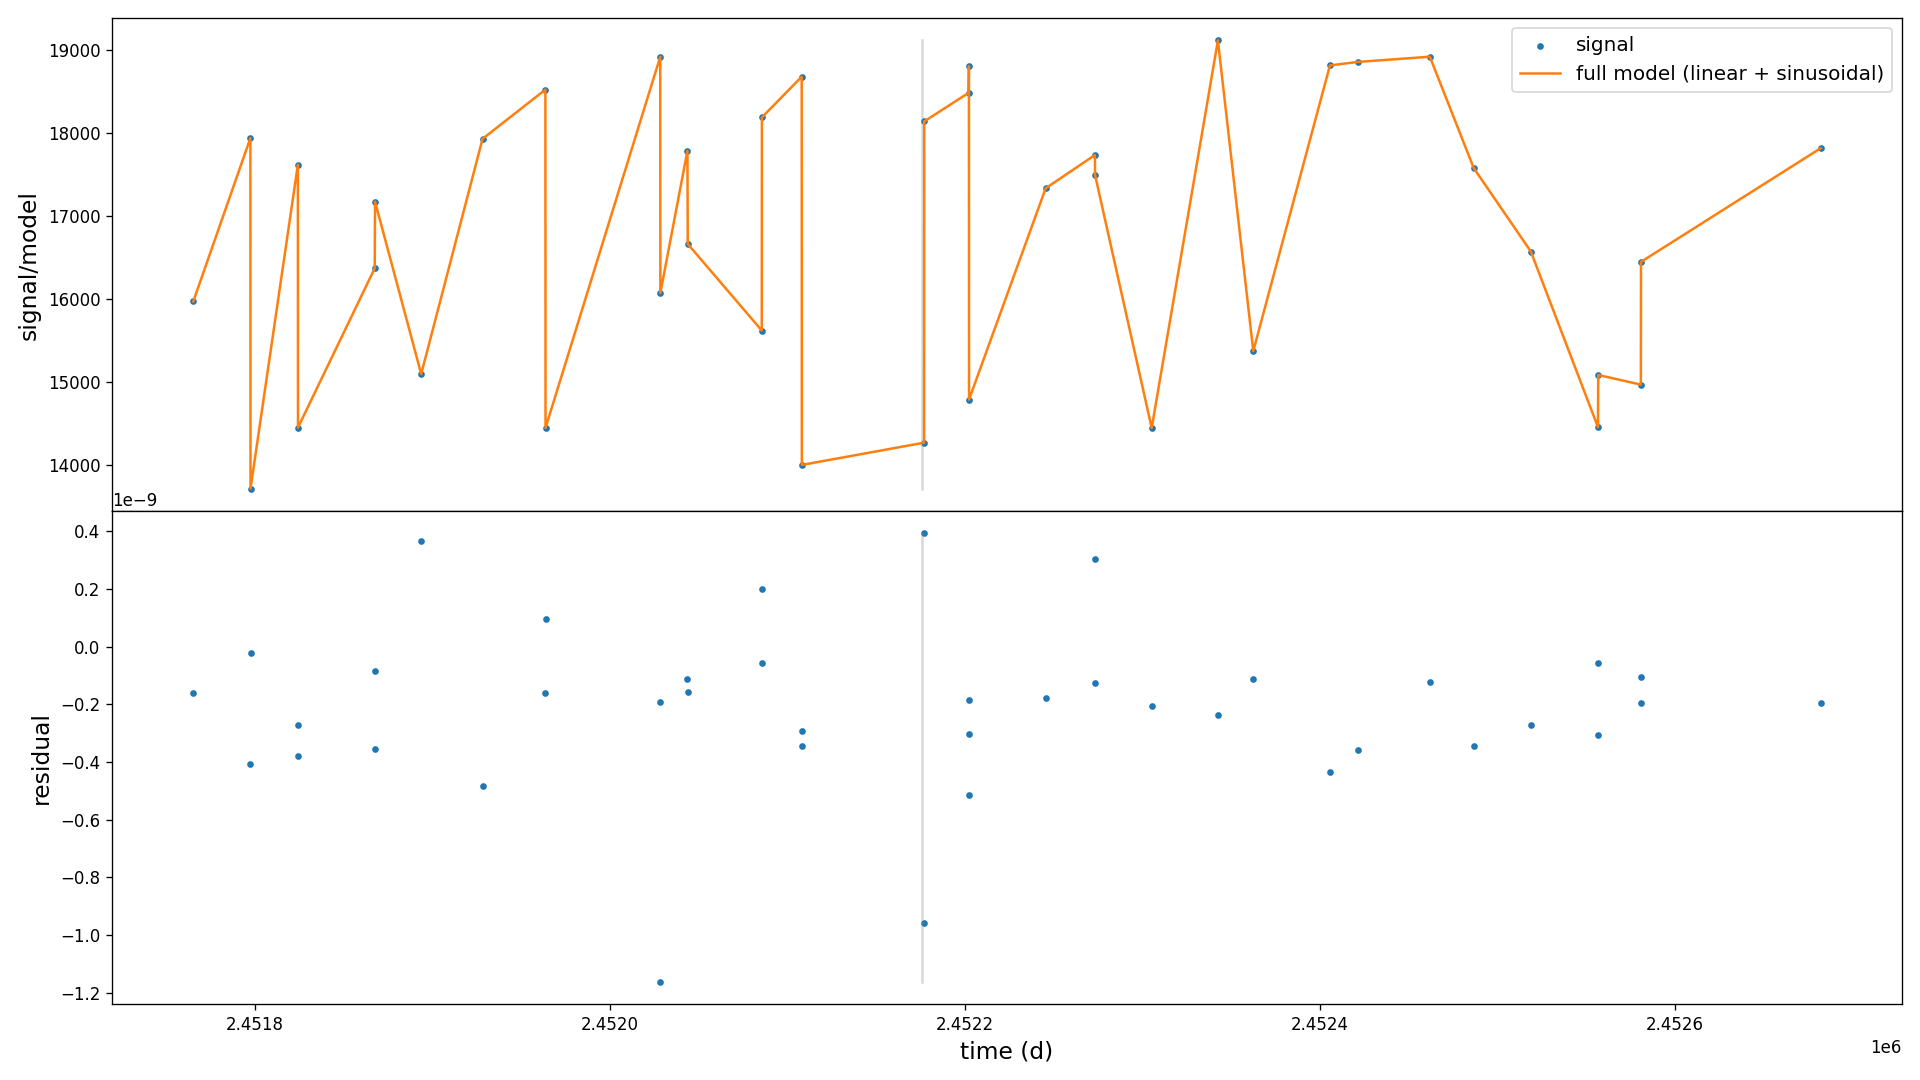 19000
18000
17000
16000
15000
14000
signal/model
signal
full model (linear + sinusoidal)
1e−9
0.4
0.2
0.0
−0.2
−0.4
−0.6
−0.8
−1.0
−1.2
residual
2.4518
2.4520
2.4522
2.4524
2.4526
time (d)
1e6